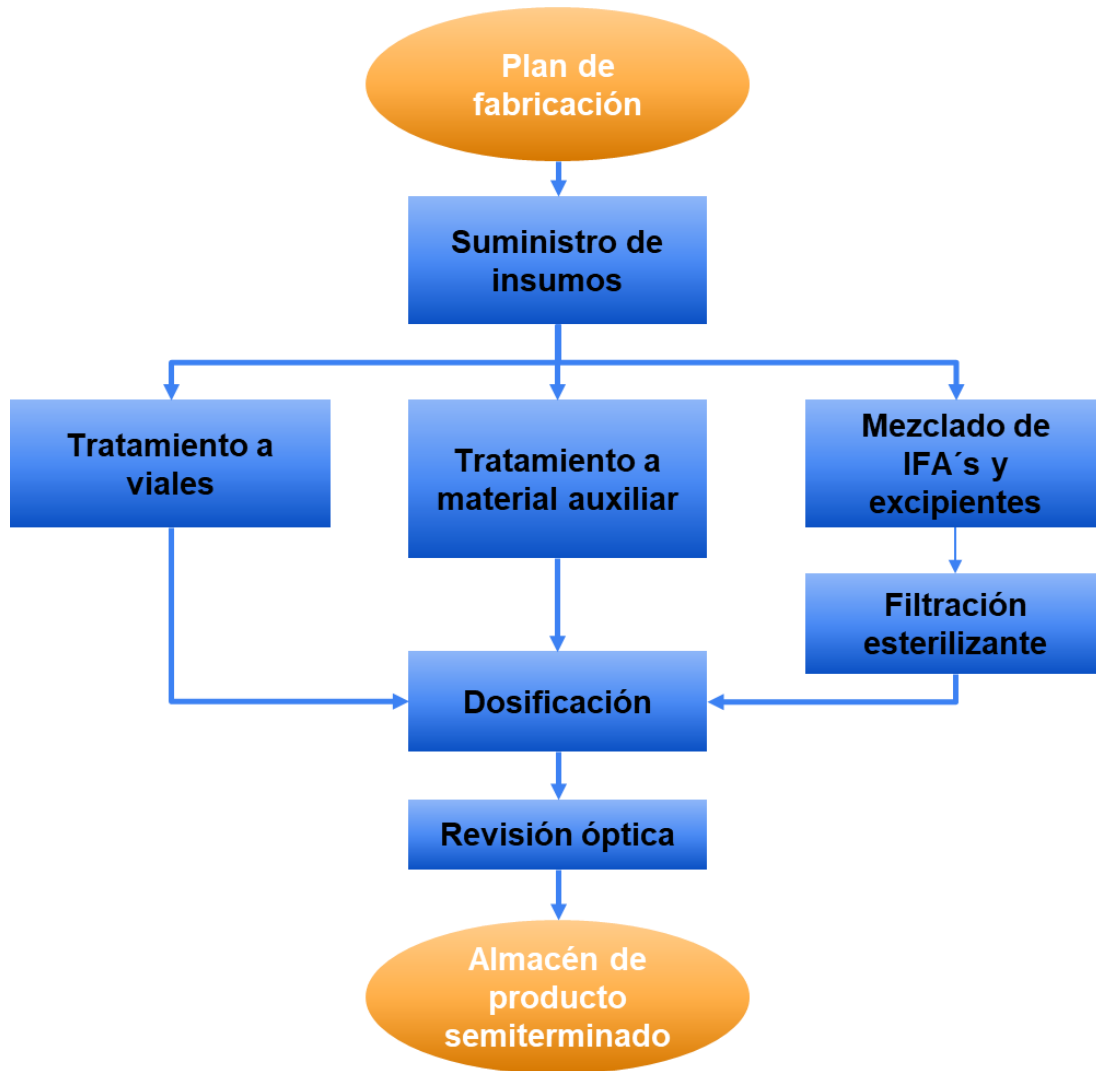 Plan de
fabricación
Suministro de
insumos
Tratamiento a
viales
Tratamiento a
material auxiliar
Mezclado de
IFA´s y
excipientes
Filtración
esterilizante
Dosificación
Revisión óptica
Almacén de
producto
semiterminado